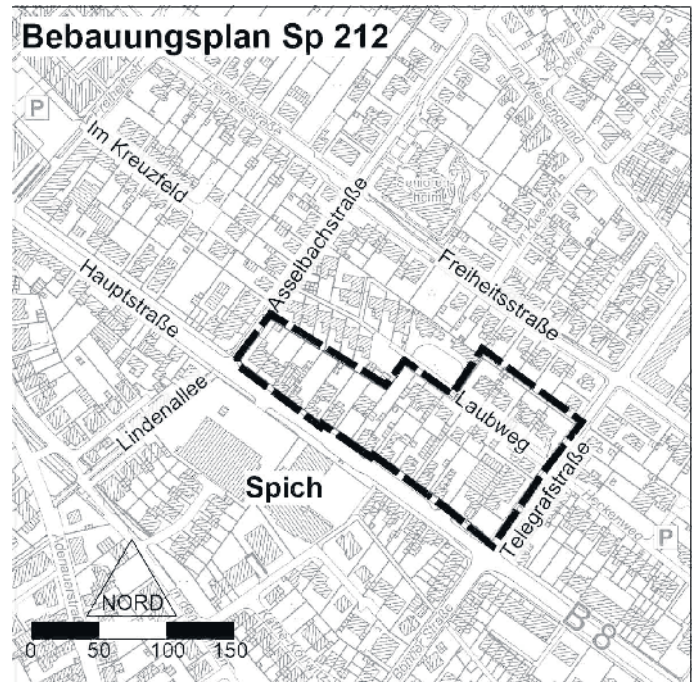 Bebauungsplan Sp 212
P
Im Kreuzfeld
Asselbachstraße
Freiheitsstraße
Hauptstraße
Lindenallee
Laubweg
Spich
Telegrafstraße
P
NORD
B 8
0 50 100 150